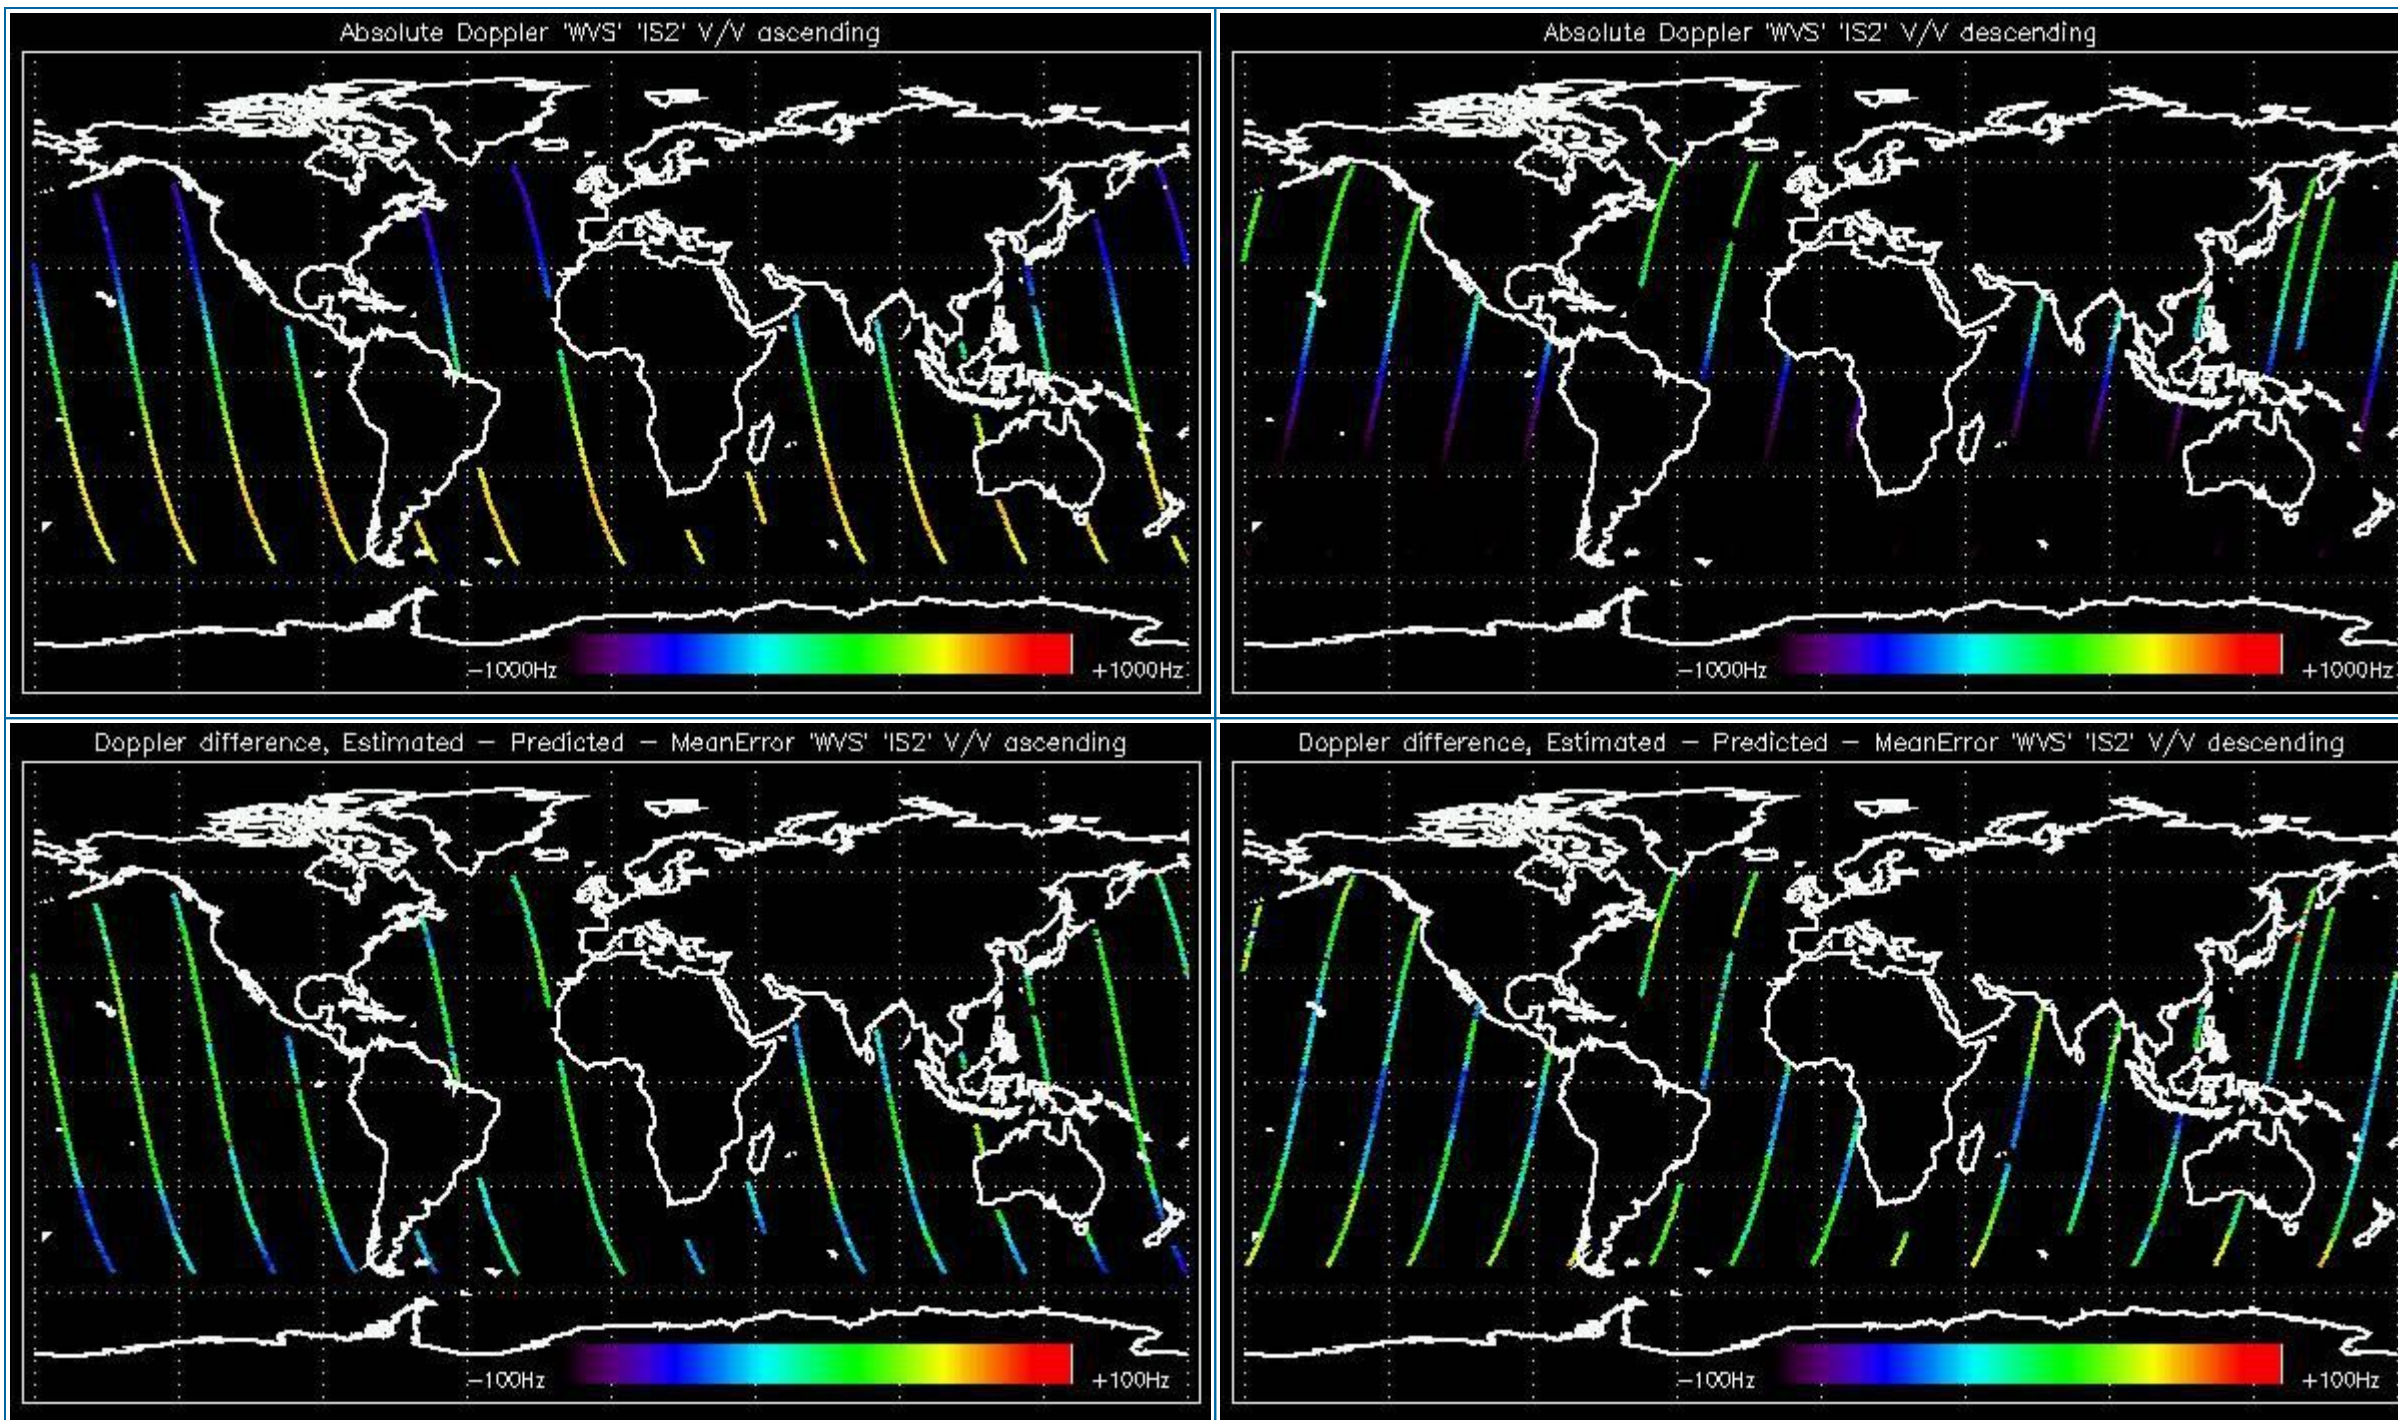 Absolute Doppler 'WVS' 'IS2' V/V ascending
-1000Hz
+1000Hz
Absolute Doppler 'WVS' 'IS2' V/V descending
-1000Hz
+1000Hz
Doppler difference, Estimated - Predicted - MeanError 'WVS' 'IS2' V/V ascending
-100Hz
+100Hz
Doppler difference, Estimated - Predicted - MeanError 'WVS' 'IS2' V/V descending
-100Hz
+100Hz